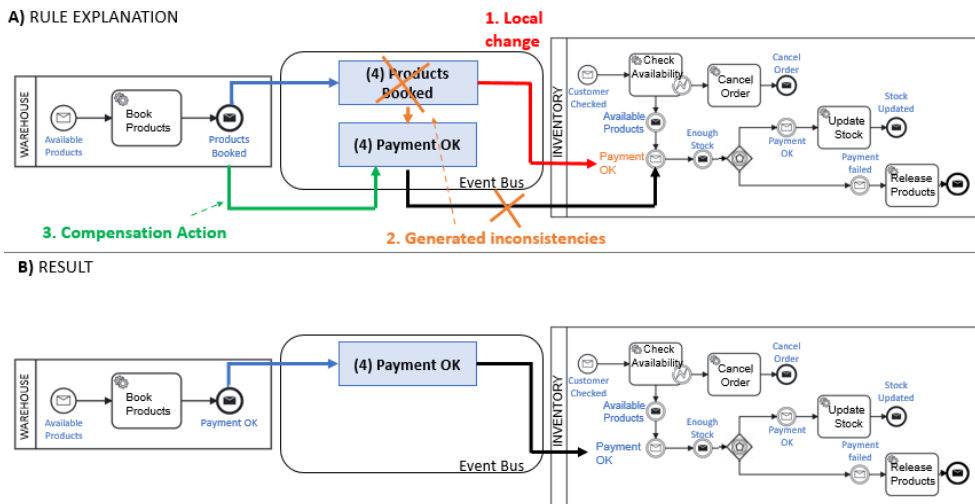 A) RULE EXPLANATION
1. Local
change
WAREHOUSE
Available
Products
Book
Products
Products
Booked
(4) Products
Booked
(4) Payment OK
Event Bus
3. Compensation Action
2. Generated inconsistencies
INVENTORY
Customer
Checked
Check
Availability
Cancel
Order
Cancel
Order
Available
Products
Payment
OK
Enough
Stock
Payment
OK
Update
Stock
Stock
Updated
Payment
failed
Release
Products
B) RESULT
WAREHOUSE
Available
Products
Book
Products
Payment OK
(4) Payment OK
Event Bus
INVENTORY
Customer
Checked
Check
Availability
Cancel
Order
Cancel
Order
Available
Products
Payment
OK
Enough
Stock
Payment
OK
Update
Stock
Stock
Updated
Payment
failed
Release
Products